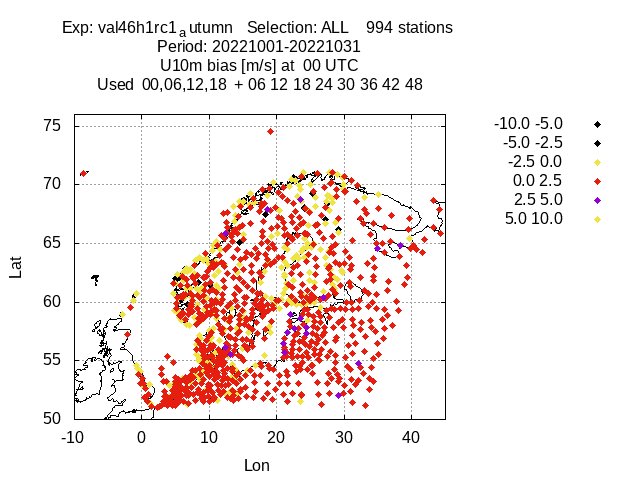 Exp: val46h1rc1autumn Selection: ALL 994 stations
Period: 20221001-20221031
U10m bias [m/s] at 00 UTC
Used 00,06,12,18 + 06 12 18 24 30 36 42 48
-10.0 -5.0
-5.0 -2.5
-2.5 0.0
0.0 2.5
2.5 5.0
5.0 10.0
75
70
65
60
55
50
Lat
-10 0 10 20 30 40
Lon